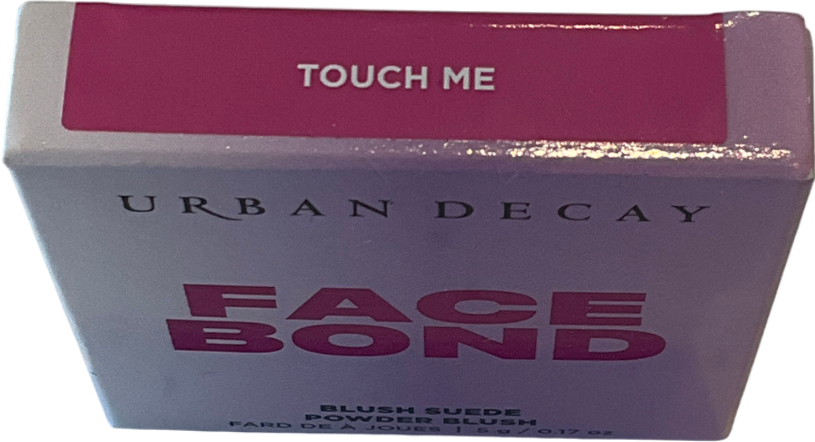 TOUCH ME
URBAN DECAY
FACE
BOND
BLUSH SUEDE
POWDER BLUSH
FARD DE À JOUES | 5 g / 0.17 oz